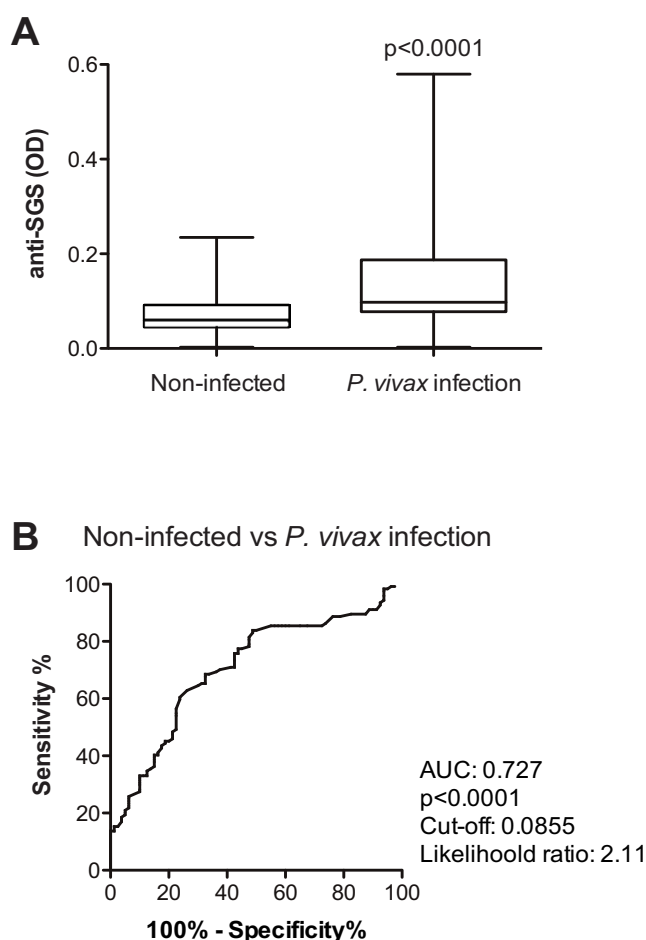 A
p<0.0001
0.6
0.4
0.2
0.0
anti-SGS (OD)
Non-infected
P. vivax infection
B
Non-infected vs P. vivax infection
100
80
60
40
20
0
Sensitivity %
0 20 40 60 80 100
100% - Specificity%
AUC: 0.727
p<0.0001
Cut-off: 0.0855
Likelihoold ratio: 2.11